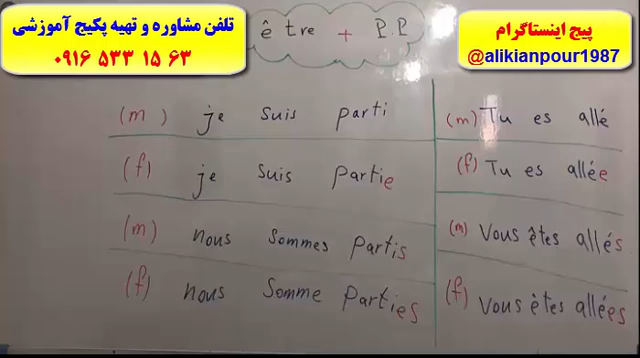 تلفن مشاوره و تهیه پکیج آموزشی
۰۹۱۶ ۵۳۳ ۱۵ ۶۳
پیج اینستاگرام
@alikianpour1987
être + P.P
(m) je suis parti
(f) je suis partie
(m) nous sommes partis
(f) nous somme parties
(m) Tu es allé
(f) Tu es allée
(m) Vous êtes allés
(f) Vous êtes allées